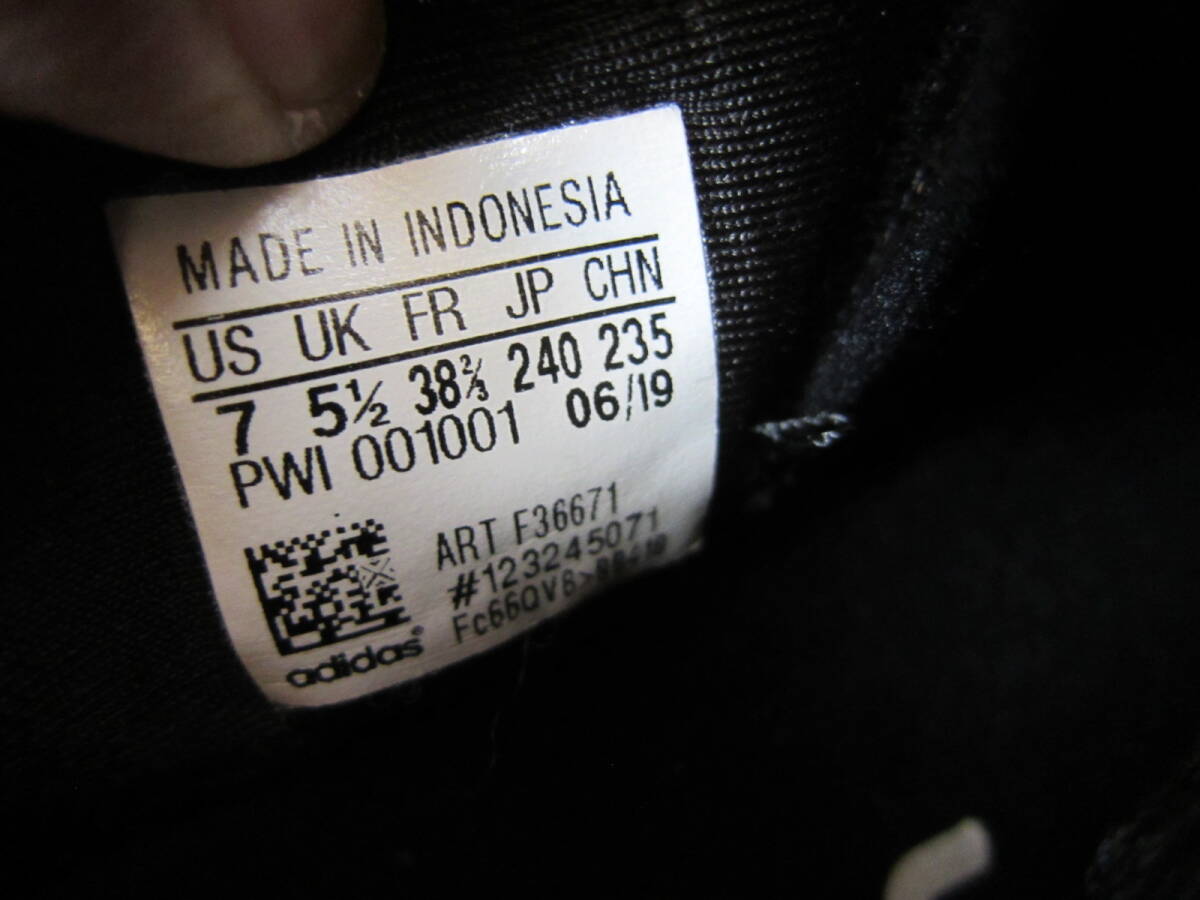 MADE IN INDONESIA
US UK FR JP CHN
7 5½ 38⅔ 240 235
PWI 001001 06/19
ART F36671
#123245071
adidas®